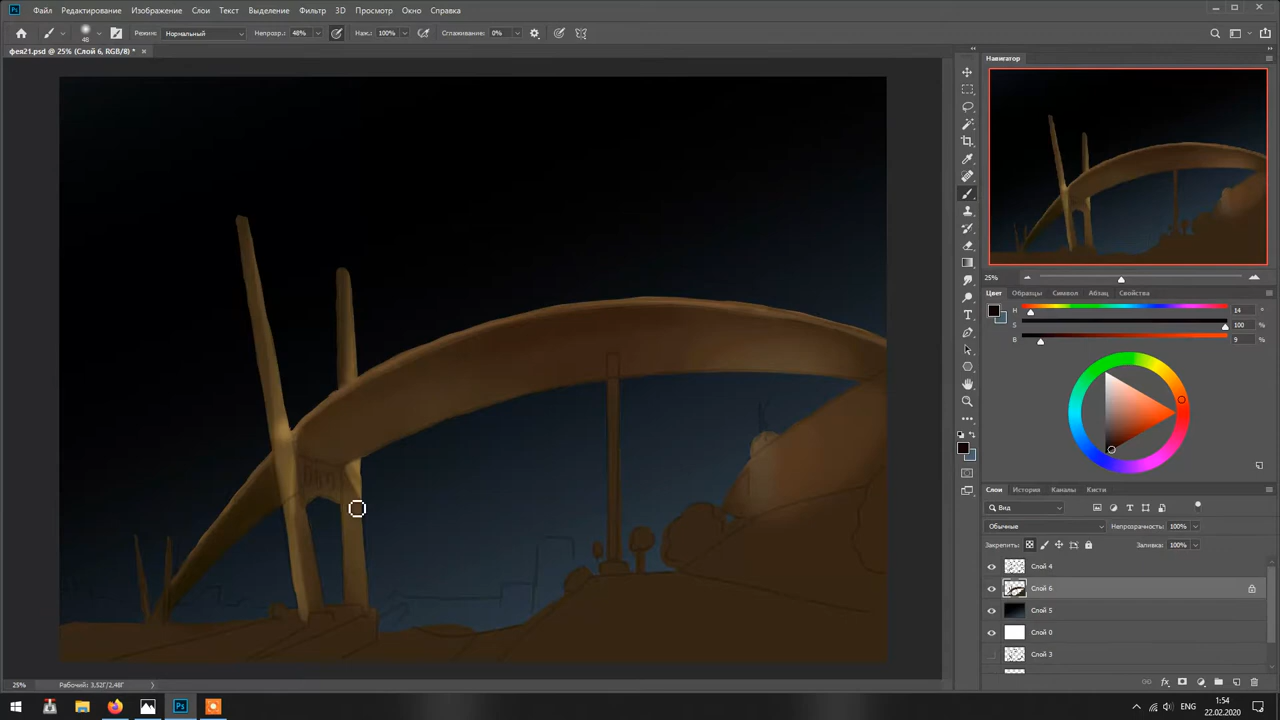 Ps Файл Редактирование Изображение Слои Текст Выделение Фильтр 3D Просмотр Окно Справка
Режим: Нормальный Непрозр.: 48% Наж.: 100% Сглаживание: 0%
48
фея21.psd @ 25% (Слой 6, RGB/8) *
Навигатор
25%
Цвет Образцы Символ Абзац Свойства
H 14 °
S 100 %
B 9 %
Слои История Каналы Кисти
Вид
Обычные Непрозрачность: 100%
Закрепить: Заливка: 100%
Слой 4
Слой 6
Слой 5
Слой 0
Слой 3
25% Рабочий: 3,52Г/2,48Г
Ps
ENG
1:54
22.02.2020